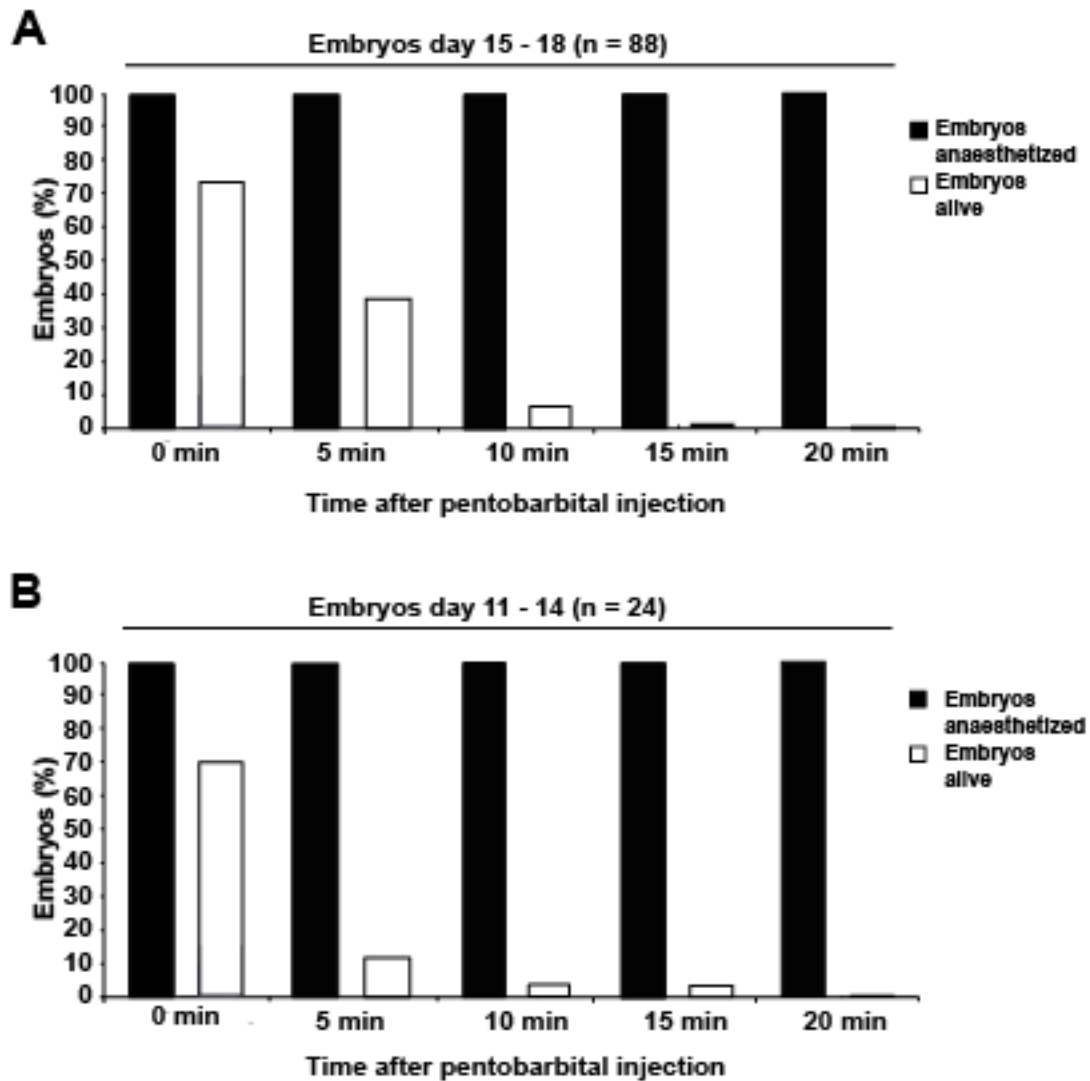 A
Embryos day 15 - 18 (n = 88)
100
90
80
70
60
50
40
30
20
10
0
Embryos (%)
0 min
5 min
10 min
15 min
20 min
Time after pentobarbital injection
Embryos
anaesthetized
Embryos
alive
B
Embryos day 11 - 14 (n = 24)
100
90
80
70
60
50
40
30
20
10
0
Embryos (%)
0 min
5 min
10 min
15 min
20 min
Time after pentobarbital injection
Embryos
anaesthetized
Embryos
alive